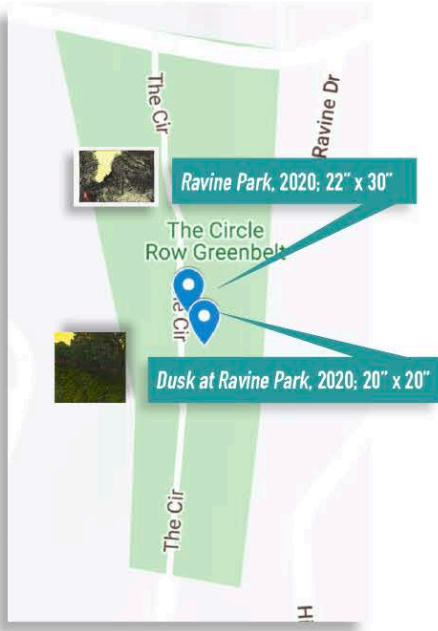 The Cir
Ravine Dr
Ravine Park, 2020; 22” x 30”
The Circle
Row Greenbelt
Cir
Dusk at Ravine Park, 2020; 20” x 20”
The Cir